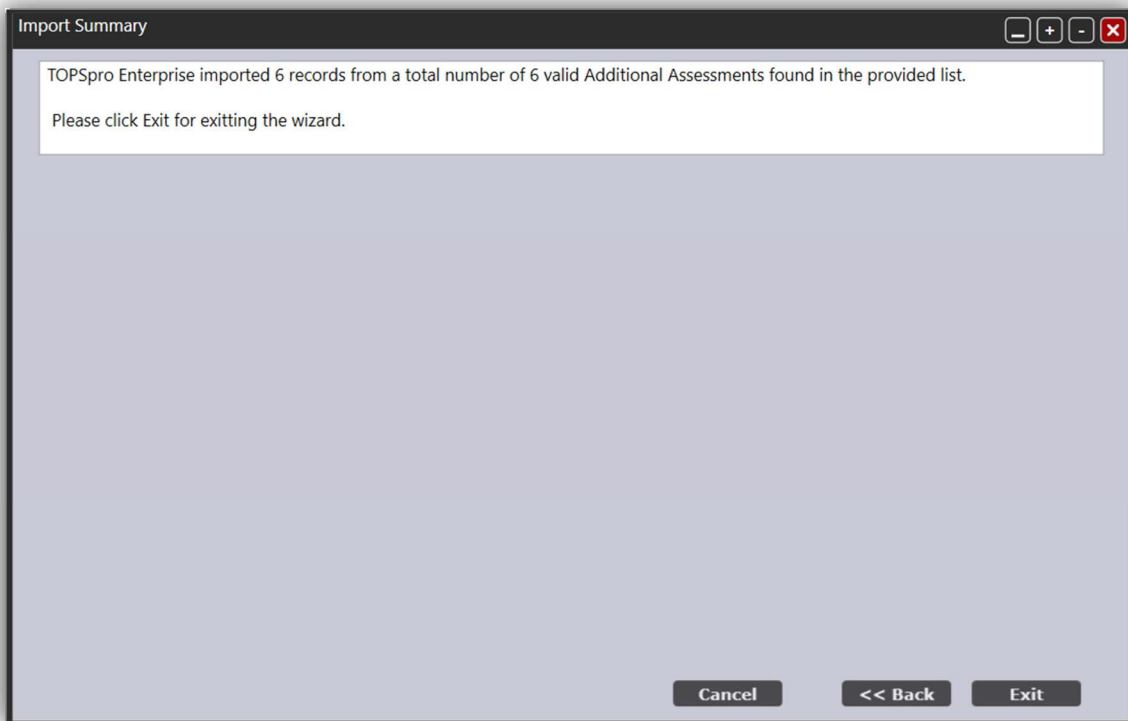 Import Summary
TOPSpro Enterprise imported 6 records from a total number of 6 valid Additional Assessments found in the provided list.
Please click Exit for exitting the wizard.
Cancel
<< Back
Exit